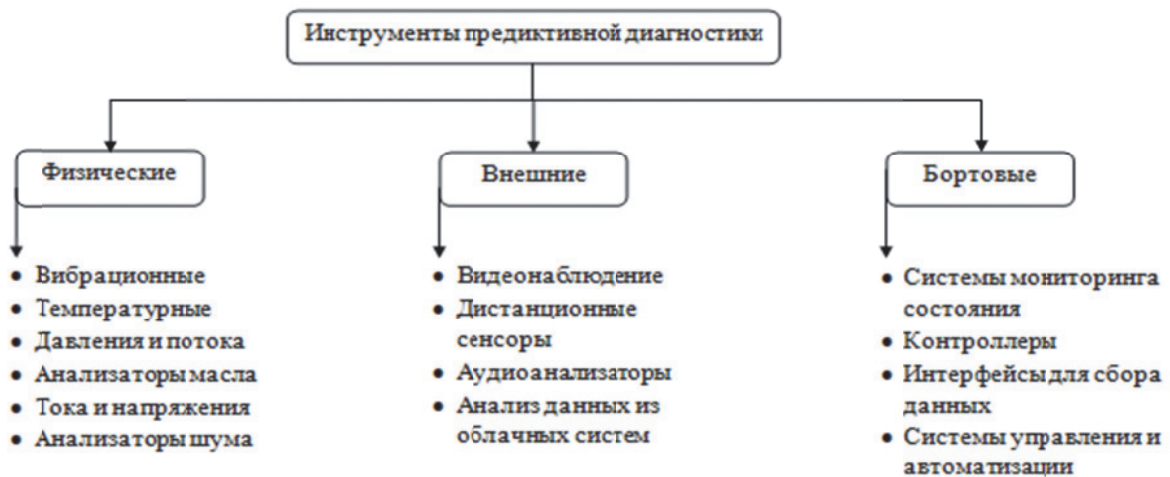 Инструменты предиктивной диагностики
Физические
• Вибрационные
• Температурные
• Давления и потока
• Анализаторы масла
• Тока и напряжения
• Анализаторы шума
Внешние
• Видеонаблюдение
• Дистанционные
сенсоры
• Аудиоанализаторы
• Анализ данных из
облачных систем
Бортовые
• Системы мониторинга
состояния
• Контроллеры
• Интерфейсы для сбора
данных
• Системы управления и
автоматизации